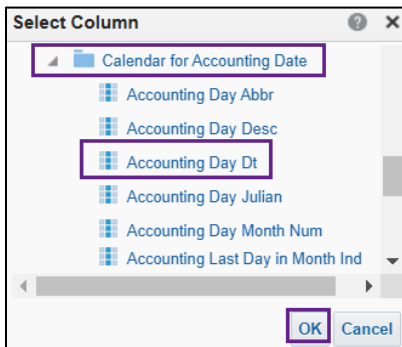 Select Column
Calendar for Accounting Date
Accounting Day Abbr
Accounting Day Desc
Accounting Day Dt
Accounting Day Julian
Accounting Day Month Num
Accounting Last Day in Month Ind
OK Cancel